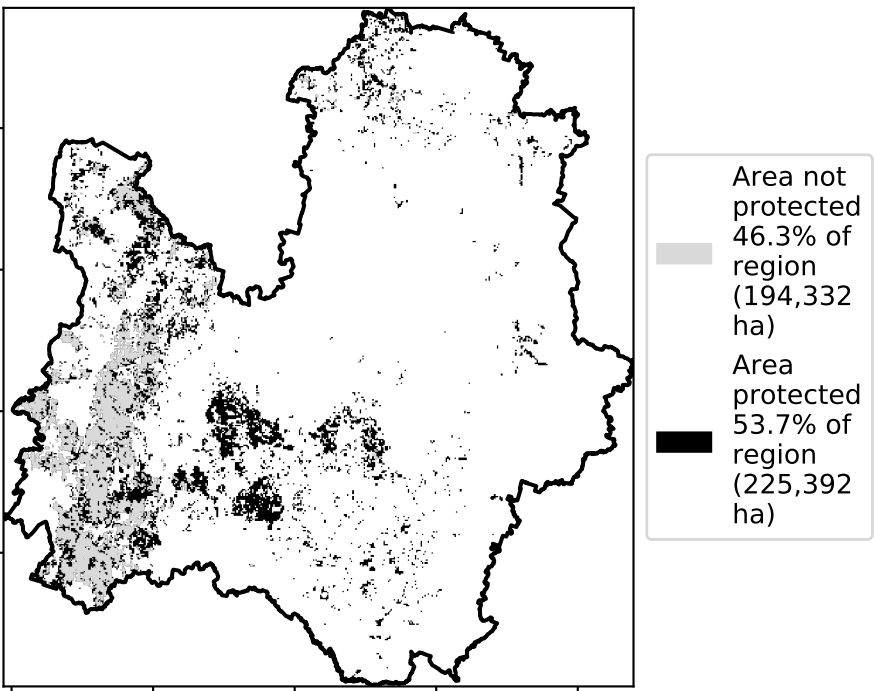 Area not
protected
46.3% of
region
(194,332
ha)
Area
protected
53.7% of
region
(225,392
ha)